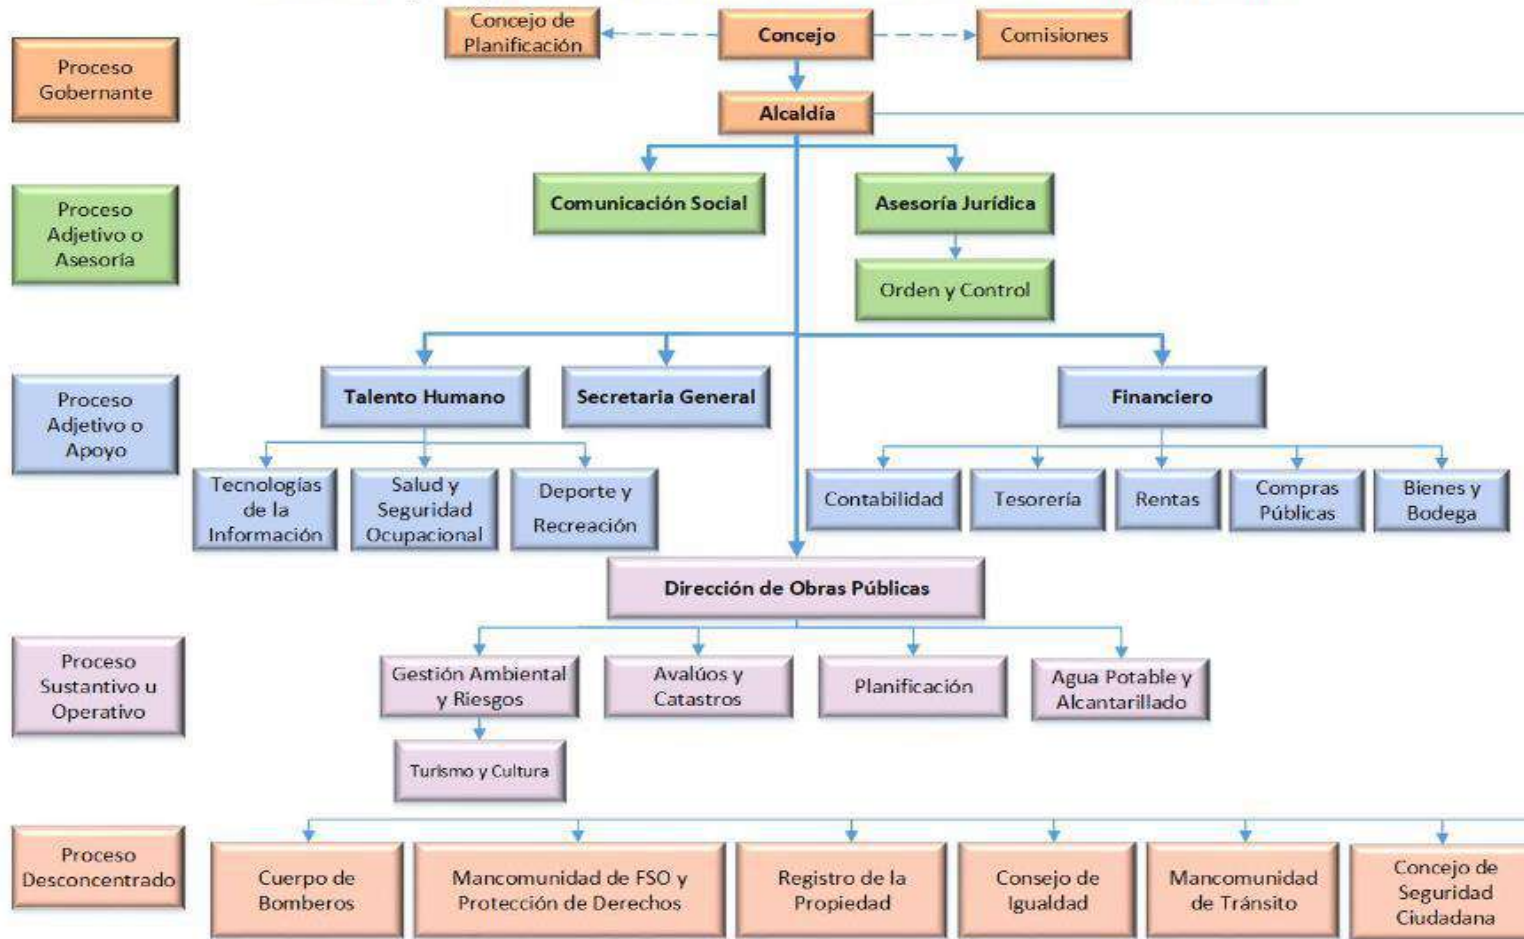 Concejo de
Planificación
Concejo
Comisiones
Proceso
Gobernante
Alcaldía
Proceso
Adjetivo o
Asesoría
Comunicación Social
Asesoría Jurídica
Orden y Control
Proceso
Adjetivo o
Apoyo
Talento Humano
Secretaria General
Financiero
Tecnologías
de la
Información
Salud y
Seguridad
Ocupacional
Deporte y
Recreación
Contabilidad
Tesorería
Rentas
Compras
Públicas
Bienes y
Bodega
Dirección de Obras Públicas
Proceso
Sustantivo u
Operativo
Gestión Ambiental
y Riesgos
Avalúos y
Catastros
Planificación
Agua Potable y
Alcantarillado
Turismo y Cultura
Proceso
Desconcentrado
Cuerpo de
Bomberos
Mancomunidad de FSO y
Protección de Derechos
Registro de la
Propiedad
Consejo de
Igualdad
Mancomunidad
de Tránsito
Concejo de
Seguridad
Ciudadana